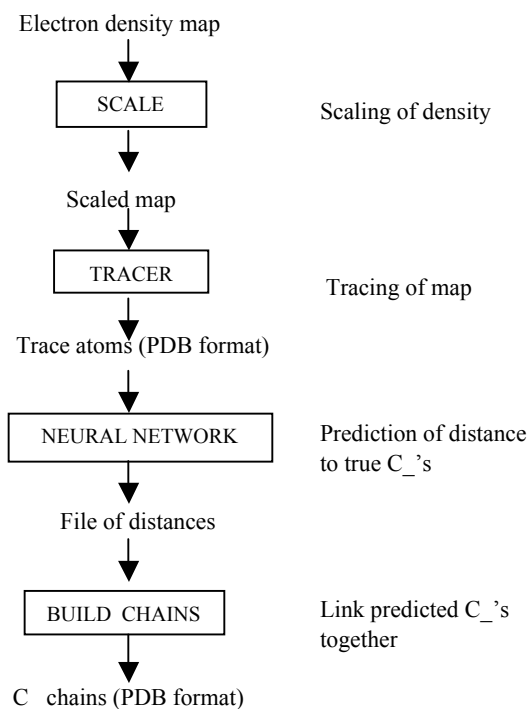 Electron density map
SCALE
Scaling of density
Scaled map
TRACER
Tracing of map
Trace atoms (PDB format)
NEURAL NETWORK
Prediction of distance
to true C_'s
File of distances
BUILD CHAINS
Link predicted C_'s
together
C chains (PDB format)